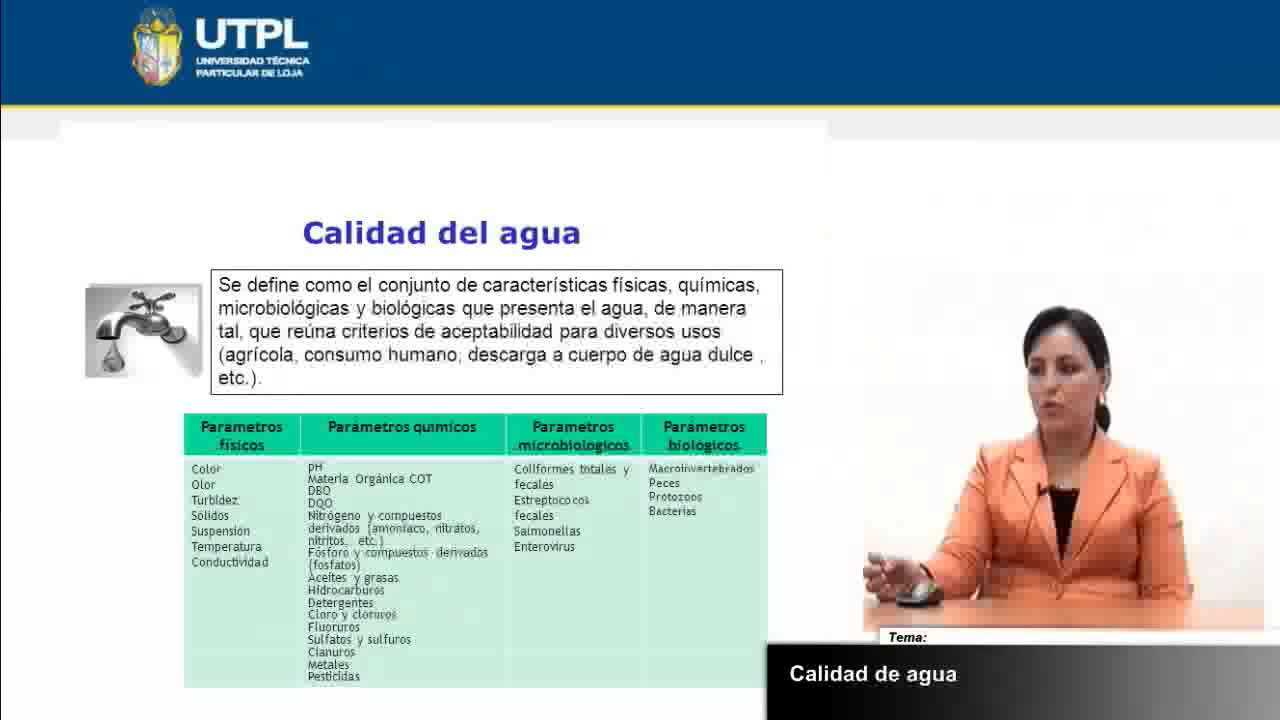 UTPL
UNIVERSIDAD TÉCNICA
PARTICULAR DE LOJA
Calidad del agua
Se define como el conjunto de características físicas, químicas,
microbiológicas y biológicas que presenta el agua, de manera
tal, que reúna criterios de aceptabilidad para diversos usos
(agrícola, consumo humano, descarga a cuerpo de agua dulce ,
etc.).
Parámetros
físicos
Color
Olor
Turbidez
Sólidos
Suspensión
Temperatura
Conductividad
Parámetros químicos
pH
Materia Orgánica COT
DBO
DQO
Nitrógeno y compuestos
derivados (amoníaco, nitratos,
nitritos, etc.)
Fósforo y compuestos derivados
(fosfatos)
Aceites y grasas
Hidrocarburos
Detergentes
Cloro y cloruros
Fluoruros
Sulfatos y sulfuros
Cianuros
Metales
Pesticidas
Parámetros
microbiológicos
Coliformes totales y
fecales
Estreptococos
fecales
Salmonellas
Enterovirus
Parámetros
biológicos
Macroinvertebrados
Peces
Protozoos
Bacterias
Tema:
Calidad de agua